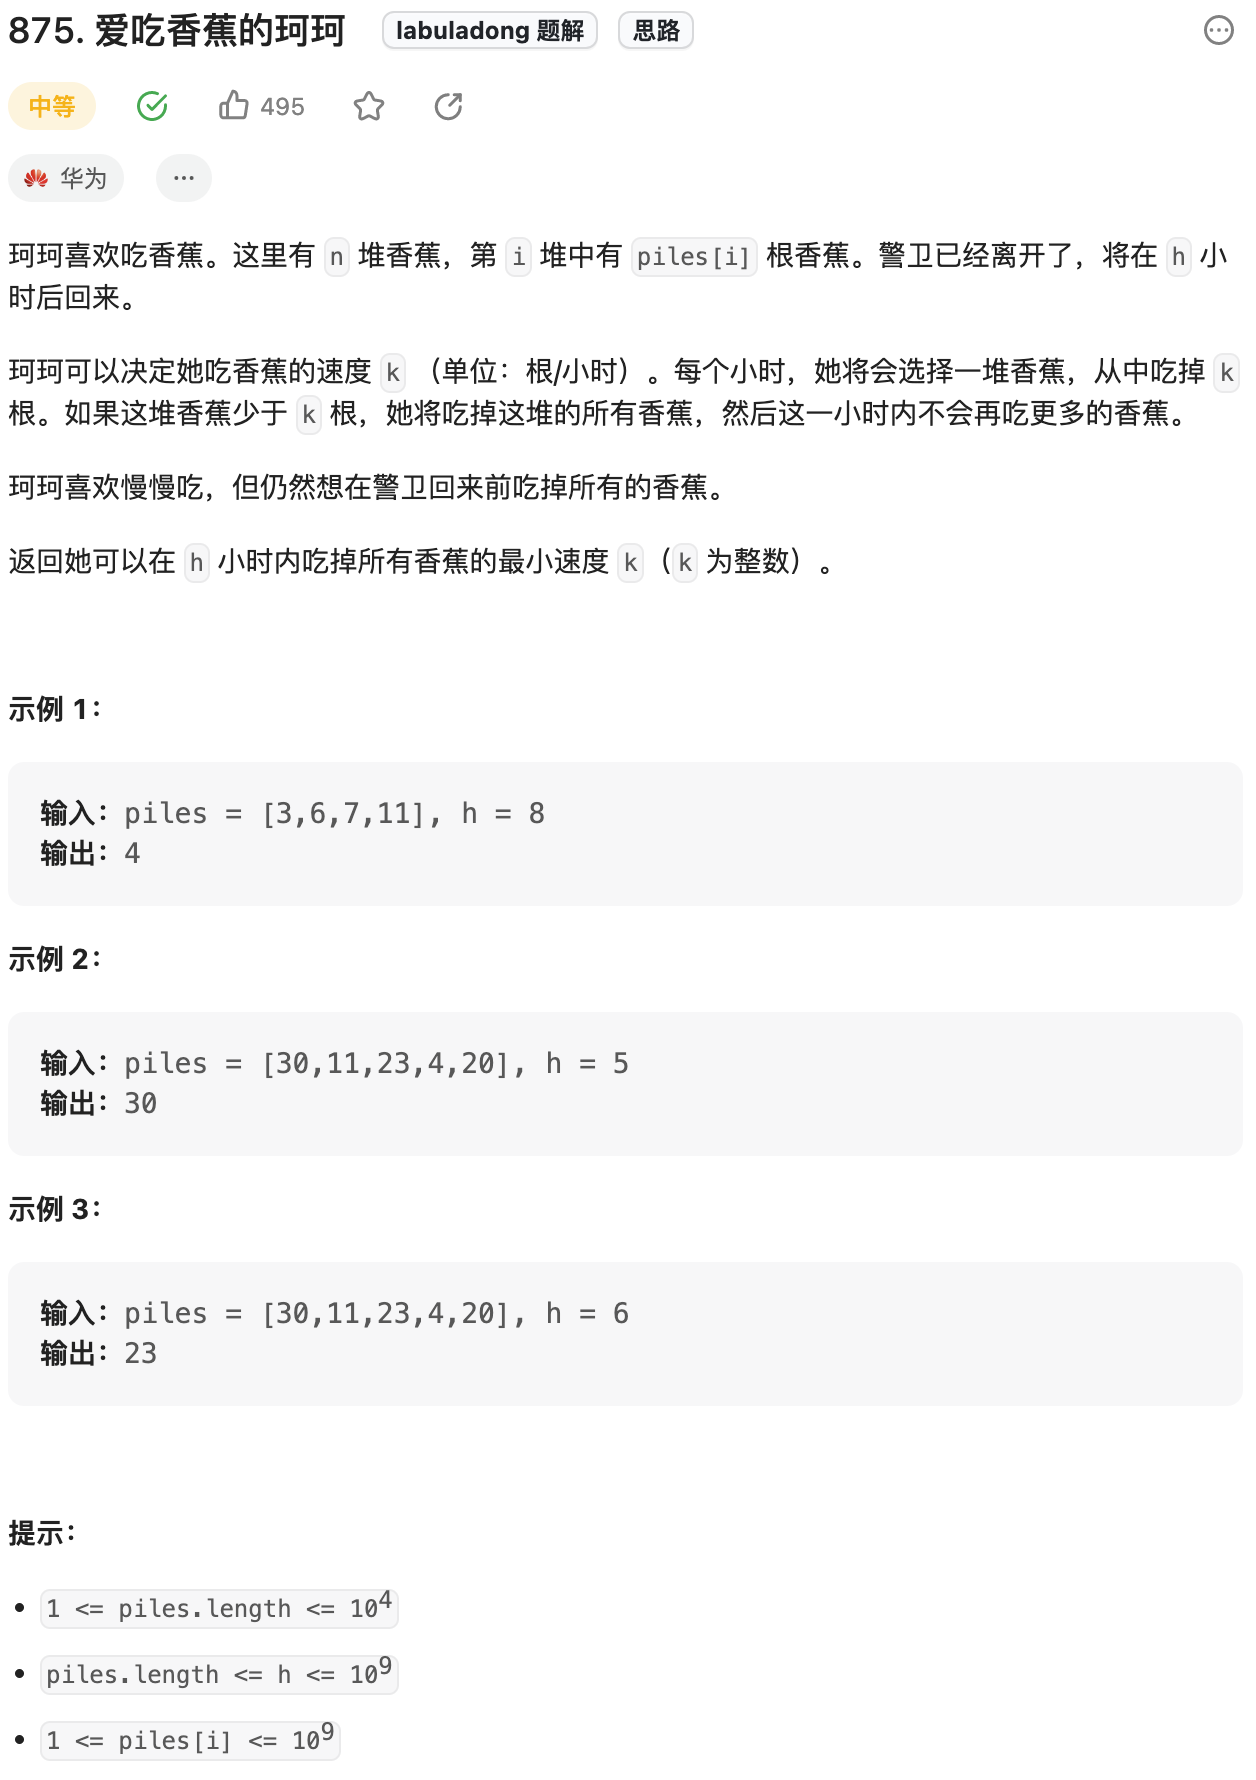 875. 爱吃香蕉的珂珂 labuladong 题解 思路
中等 495
华为 ...
珂珂喜欢吃香蕉。这里有 n 堆香蕉，第 i 堆中有 piles[i] 根香蕉。警卫已经离开了，将在 h 小
时后回来。
珂珂可以决定她吃香蕉的速度 k （单位：根/小时）。每个小时，她将会选择一堆香蕉，从中吃掉 k
根。如果这堆香蕉少于 k 根，她将吃掉这堆的所有香蕉，然后这一小时内不会再吃更多的香蕉。
珂珂喜欢慢慢吃，但仍然想在警卫回来前吃掉所有的香蕉。
返回她可以在 h 小时内吃掉所有香蕉的最小速度 k（k 为整数）。
示例 1：
输入：piles = [3,6,7,11], h = 8
输出：4
示例 2：
输入：piles = [30,11,23,4,20], h = 5
输出：30
示例 3：
输入：piles = [30,11,23,4,20], h = 6
输出：23
提示：
• 1 <= piles.length <= 10⁴
• piles.length <= h <= 10⁹
• 1 <= piles[i] <= 10⁹